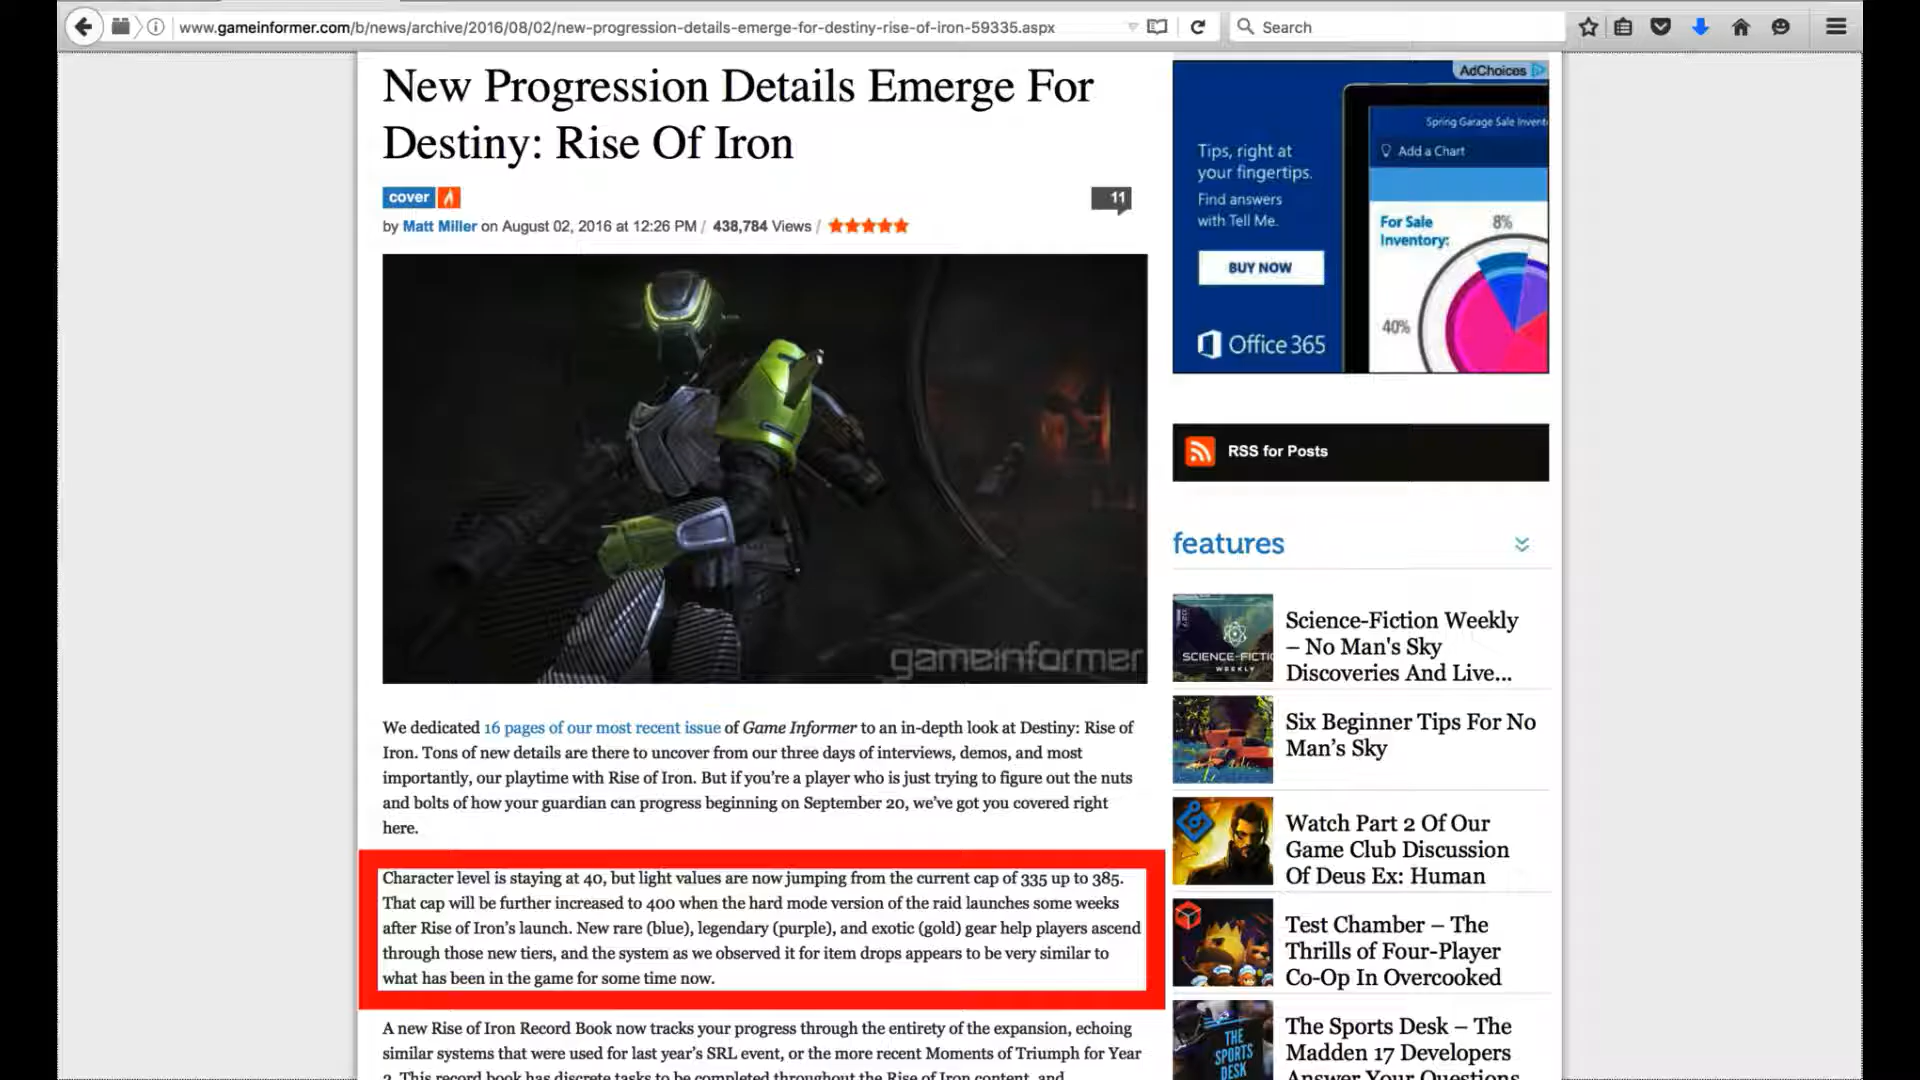 www.gameinformer.com/b/news/archive/2016/08/02/new-progression-details-emerge-for-destiny-rise-of-iron-59335.aspx
Search
New Progression Details Emerge For
Destiny: Rise Of Iron
cover
11
by Matt Miller on August 02, 2016 at 12:26 PM / 438,784 Views /
gameinformer
We dedicated 16 pages of our most recent issue of Game Informer to an in-depth look at Destiny: Rise of
Iron. Tons of new details are there to uncover from our three days of interviews, demos, and most
importantly, our playtime with Rise of Iron. But if you're a player who is just trying to figure out the nuts
and bolts of how your guardian can progress beginning on September 20, we've got you covered right
here.
Character level is staying at 40, but light values are now jumping from the current cap of 335 up to 385.
That cap will be further increased to 400 when the hard mode version of the raid launches some weeks
after Rise of Iron's launch. New rare (blue), legendary (purple), and exotic (gold) gear help players ascend
through those new tiers, and the system as we observed it for item drops appears to be very similar to
what has been in the game for some time now.
A new Rise of Iron Record Book now tracks your progress through the entirety of the expansion, echoing
similar systems that were used for last year's SRL event, or the more recent Moments of Triumph for Year
2. This record book has discrete tasks to be completed throughout the Rise of Iron content, and
AdChoices
Spring Garage Sale Invent
Add a Chart
Tips, right at
your fingertips.
Find answers
with Tell Me.
BUY NOW
Office 365
For Sale
Inventory:
8%
40%
RSS for Posts
features
SCIENCE-FICTI
WEEKLY
Science-Fiction Weekly
– No Man's Sky
Discoveries And Live...
Six Beginner Tips For No
Man's Sky
Watch Part 2 Of Our
Game Club Discussion
Of Deus Ex: Human
Test Chamber – The
Thrills of Four-Player
Co-Op In Overcooked
THE
SPORTS
DESK
The Sports Desk – The
Madden 17 Developers
Answer Your Questions